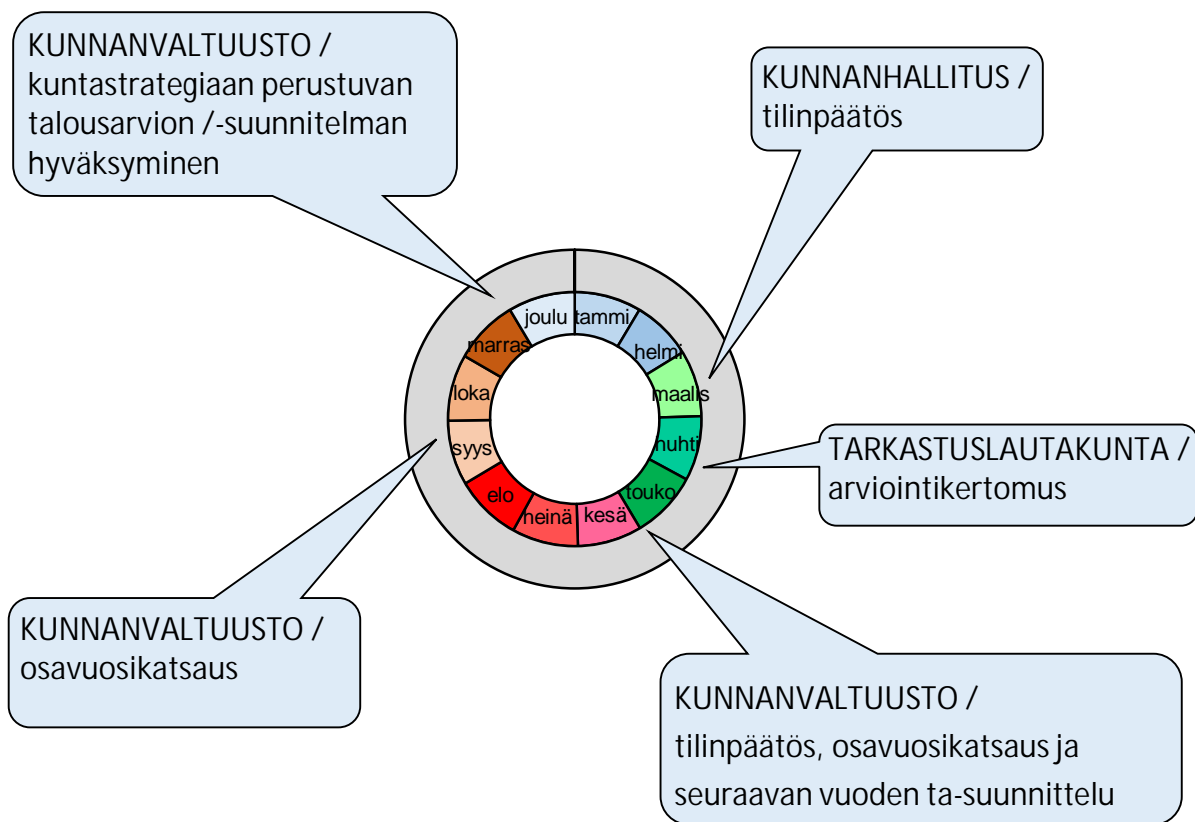 KUNNANVALTUUSTO /
kuntastrategiaan perustuvan
talousarvion /-suunnitelman
hyväksyminen
KUNNANHALLITUS /
tilinpäätös
joulu
tammi
helmi
maalis
huhti
touko
kesä
heinä
elo
syys
loka
marras
TARKASTUSLAUTAKUNTA /
arviointikertomus
KUNNANVALTUUSTO /
tilinpäätös, osavuosikatsaus ja
seuraavan vuoden ta-suunnittelu
KUNNANVALTUUSTO /
osavuosikatsaus